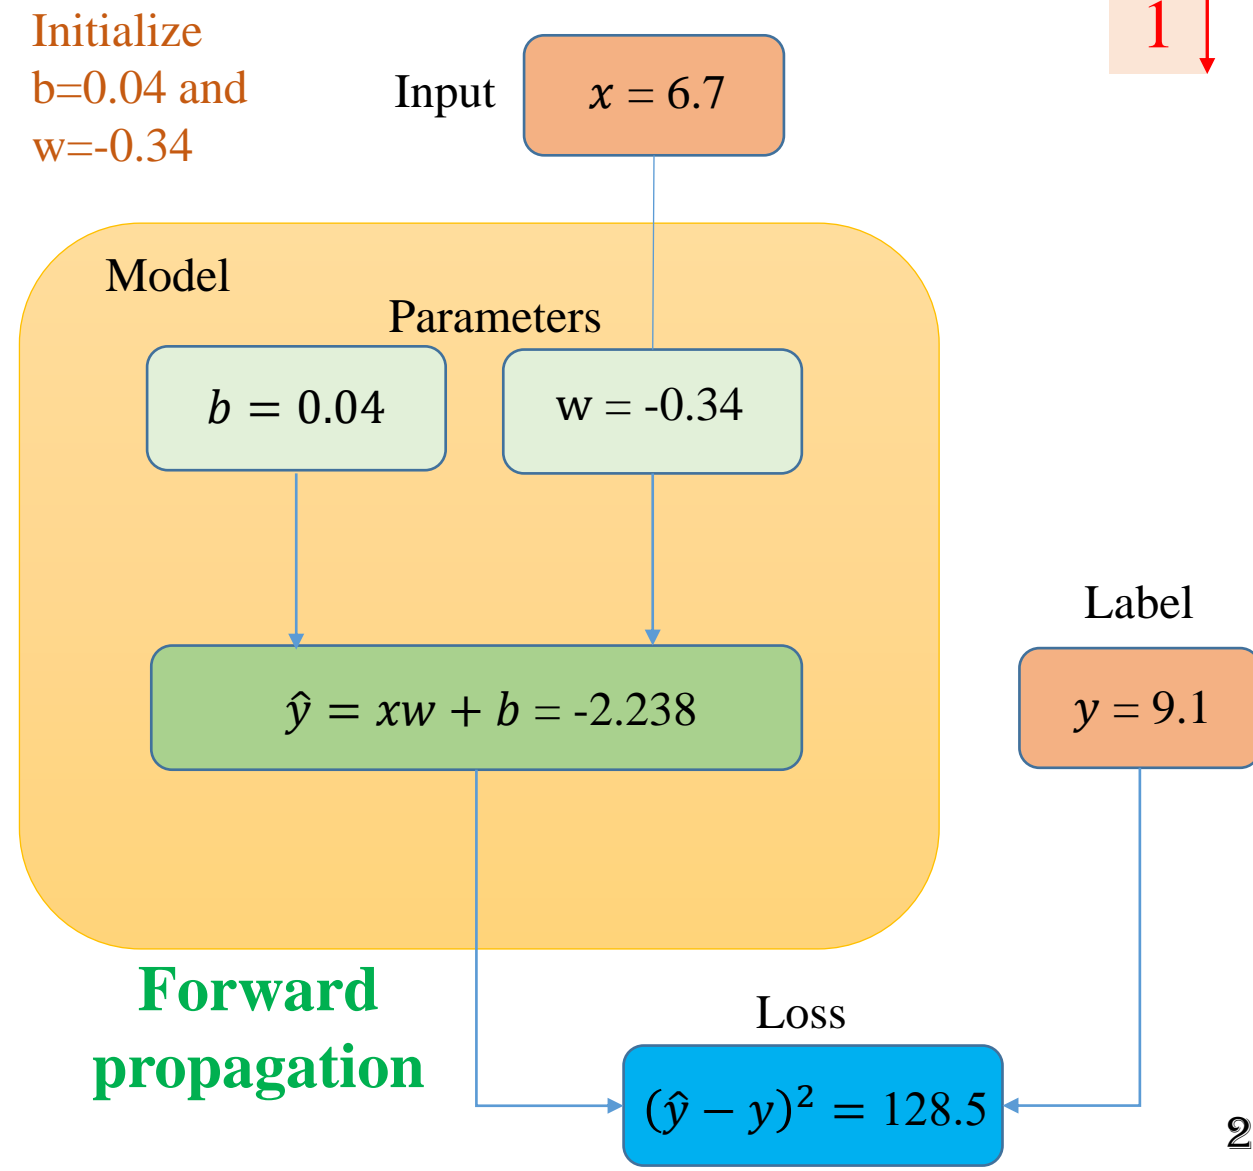 Initialize
b=0.04 and
w=-0.34
1
Input
x = 6.7
Model
Parameters
b = 0.04
w = -0.34
ŷ = xw + b = -2.238
Label
y = 9.1
Forward
propagation
Loss
(ŷ − y)² = 128.5
2